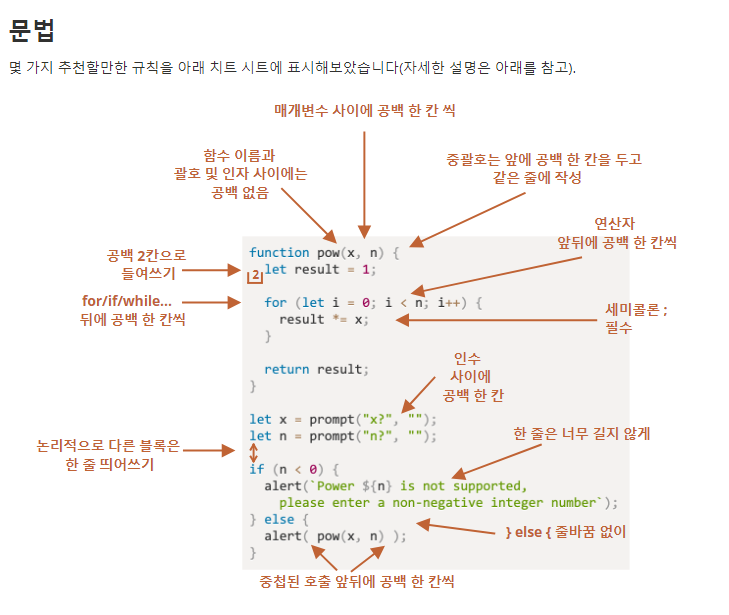 문법
몇 가지 추천할만한 규칙을 아래 치트 시트에 표시해보았습니다(자세한 설명은 아래를 참고).
매개변수 사이에 공백 한 칸 씩
함수 이름과
괄호 및 인자 사이에는
공백 없음
중괄호는 앞에 공백 한 칸을 두고
같은 줄에 작성
연산자
앞뒤에 공백 한 칸씩
공백 2칸으로
들여쓰기
for/if/while...
뒤에 공백 한 칸씩
세미콜론 ;
필수
function pow(x, n) {
2 let result = 1;
for (let i = 0; i < n; i++) {
result *= x;
}
return result;
}
인수
사이에
공백 한 칸
let x = prompt("x?", "");
let n = prompt("n?", "");
논리적으로 다른 블록은
한 줄 띄어쓰기
한 줄은 너무 길지 않게
if (n < 0) {
alert(`Power ${n} is not supported,
please enter a non-negative integer number`);
} else {
alert( pow(x, n) );
}
} else { 줄바꿈 없이
중첩된 호출 앞뒤에 공백 한 칸씩